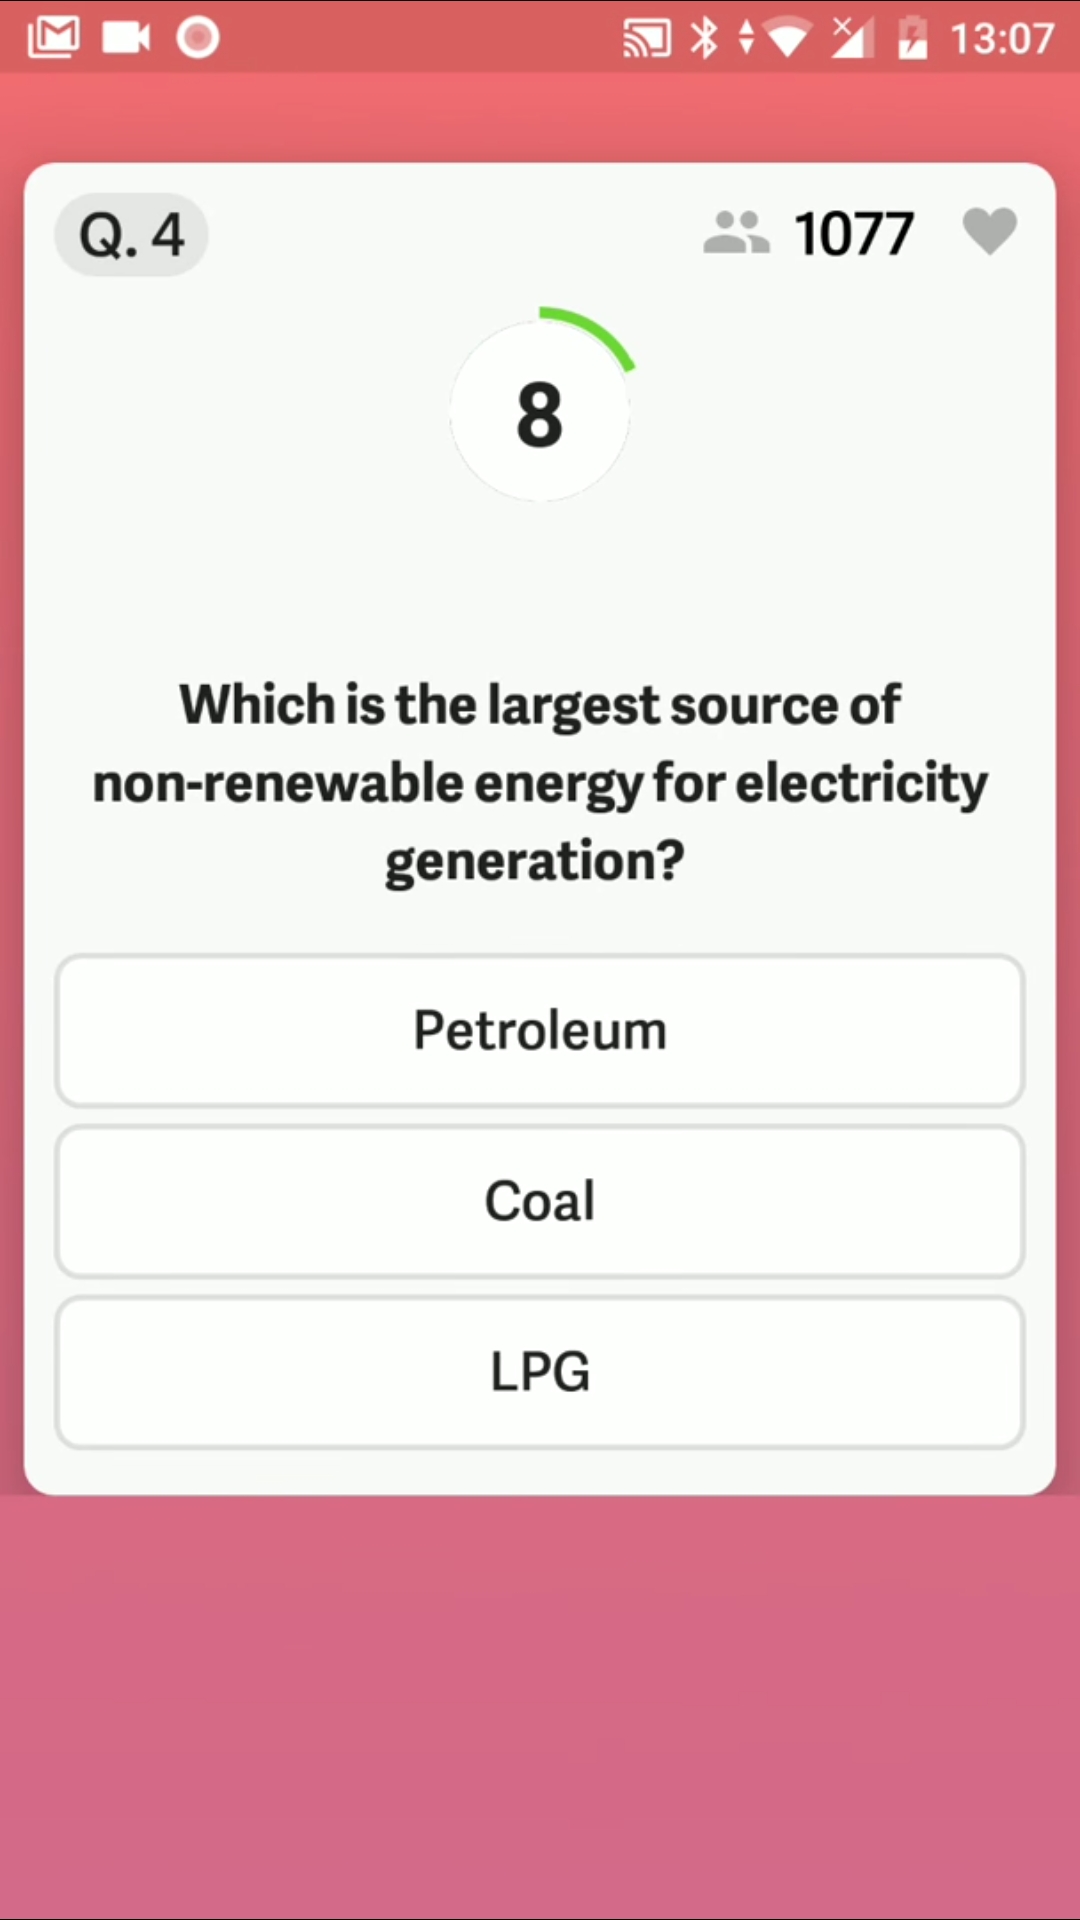 13:07
Q. 4
1077
8
Which is the largest source of
non-renewable energy for electricity
generation?
Petroleum
Coal
LPG